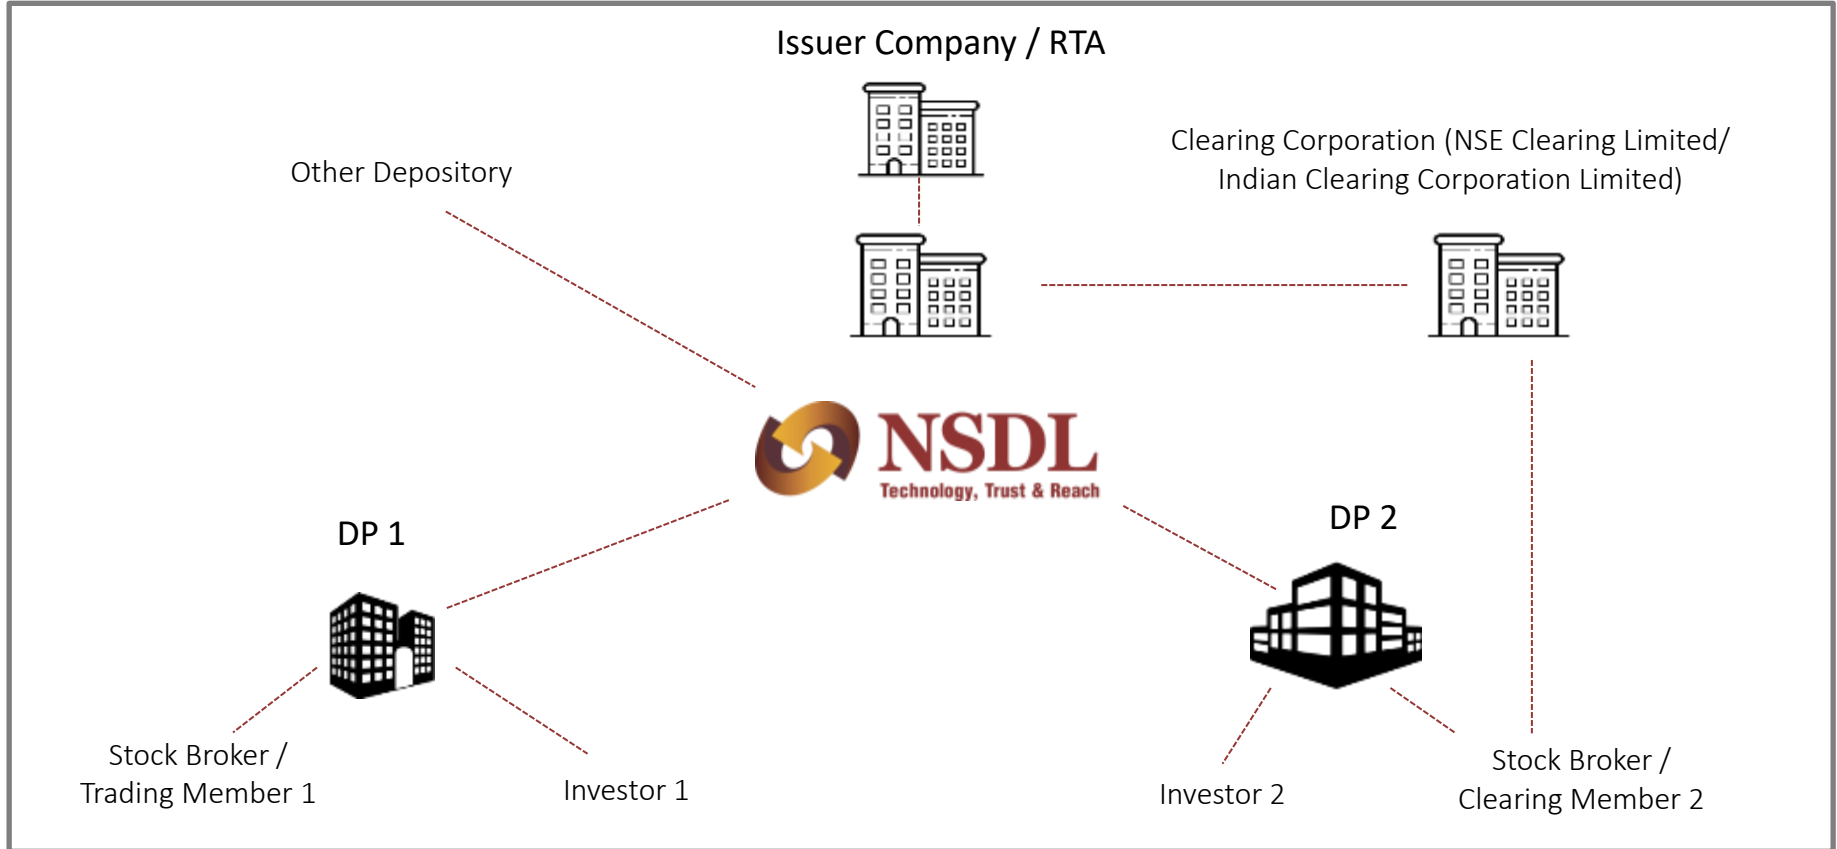 Issuer Company / RTA
Clearing Corporation (NSE Clearing Limited/
Indian Clearing Corporation Limited)
Other Depository
NSDL
Technology, Trust & Reach
DP 1
DP 2
Stock Broker /
Trading Member 1
Investor 1
Investor 2
Stock Broker /
Clearing Member 2